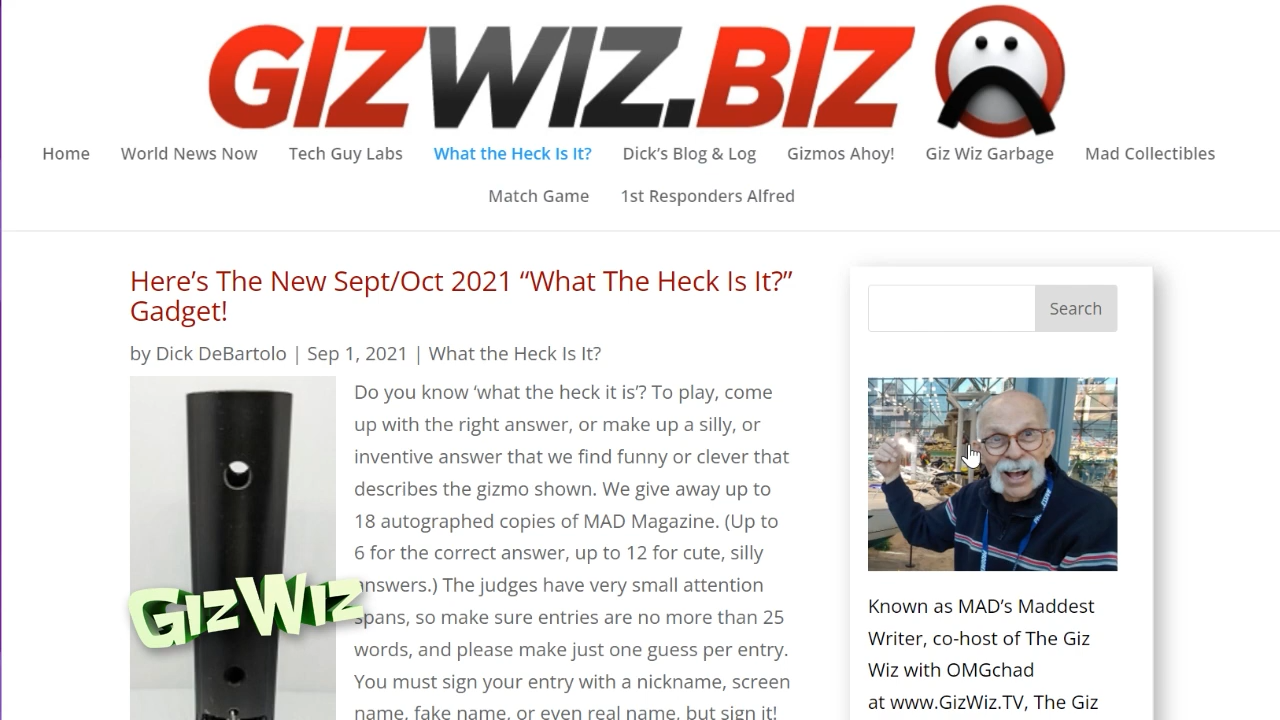 GIZWIZ.BIZ
Home World News Now Tech Guy Labs What the Heck Is It? Dick's Blog & Log Gizmos Ahoy! Giz Wiz Garbage Mad Collectibles
Match Game 1st Responders Alfred
Here's The New Sept/Oct 2021 “What The Heck Is It?”
Gadget!
by Dick DeBartolo | Sep 1, 2021 | What the Heck Is It?
Do you know ‘what the heck it is’? To play, come
up with the right answer, or make up a silly, or
inventive answer that we find funny or clever that
describes the gizmo shown. We give away up to
18 autographed copies of MAD Magazine. (Up to
6 for the correct answer, up to 12 for cute, silly
answers.) The judges have very small attention
spans, so make sure entries are no more than 25
words, and please make just one guess per entry.
You must sign your entry with a nickname, screen
name, fake name, or even real name, but sign it!
GIZWIZ
Search
Known as MAD's Maddest
Writer, co-host of The Giz
Wiz with OMGchad
at www.GizWiz.TV, The Giz